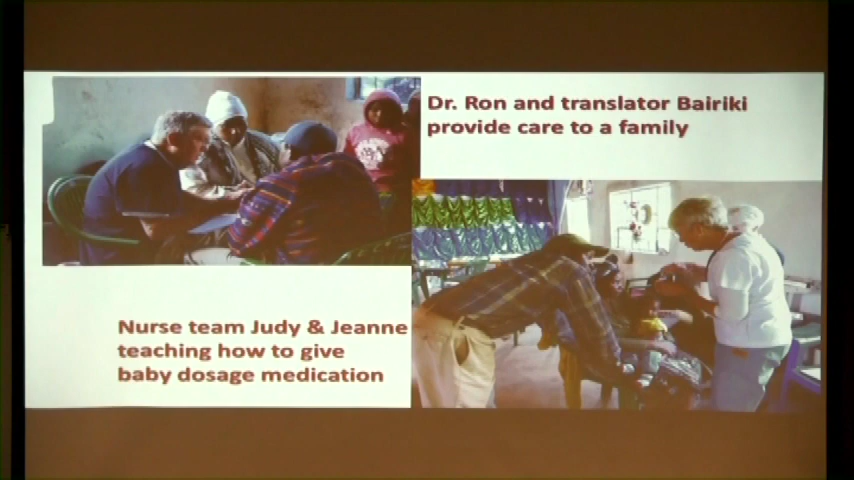 Dr. Ron and translator Bairiki
provide care to a family
Nurse team Judy & Jeanne
teaching how to give
baby dosage medication